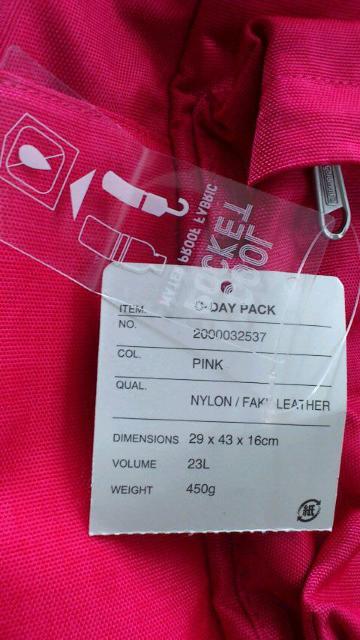 WATER PROOF FABRIC
POCKET
ITEM. D-DAY PACK
NO. 2000032537
COL. PINK
QUAL. NYLON / FAKE LEATHER
DIMENSIONS 29 x 43 x 16cm
VOLUME 23L
WEIGHT 450g
紙